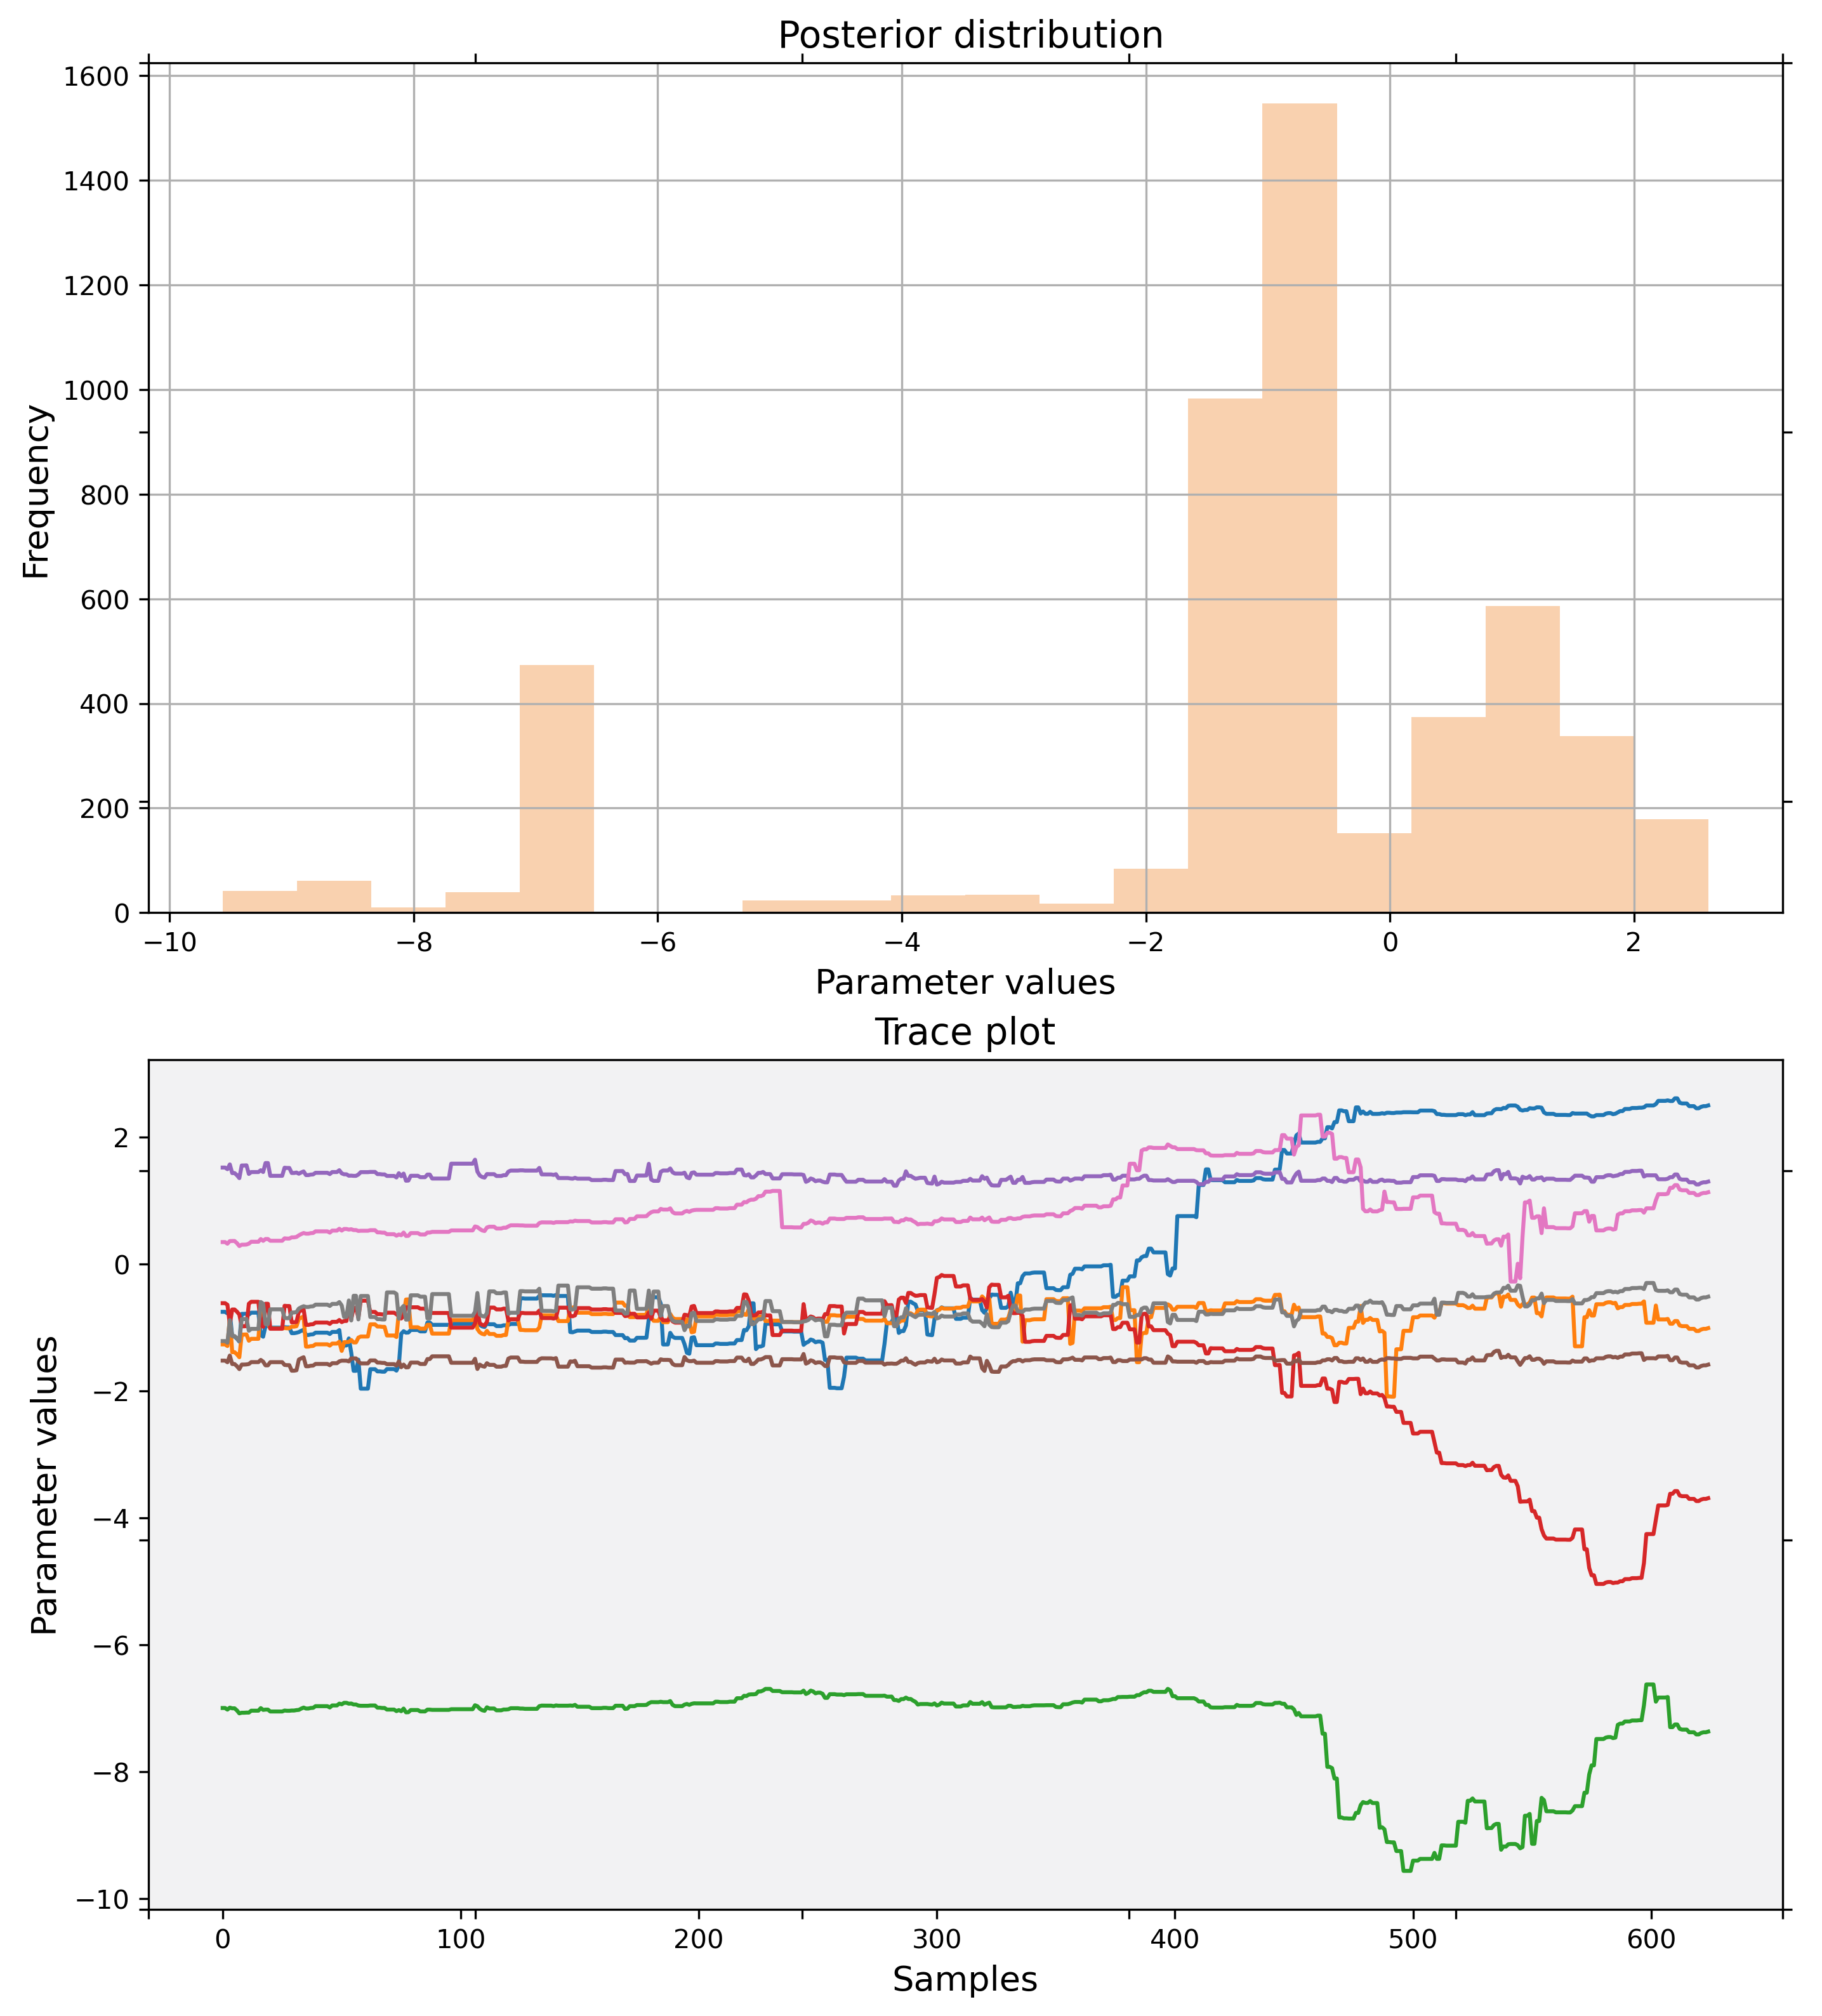 Posterior distribution
1600
1400
1200
1000
800
600
400
200
0
Frequency
−10 −8 −6 −4 −2 0 2
Parameter values
Trace plot
2
0
−2
−4
−6
−8
−10
Parameter values
0 100 200 300 400 500 600
Samples